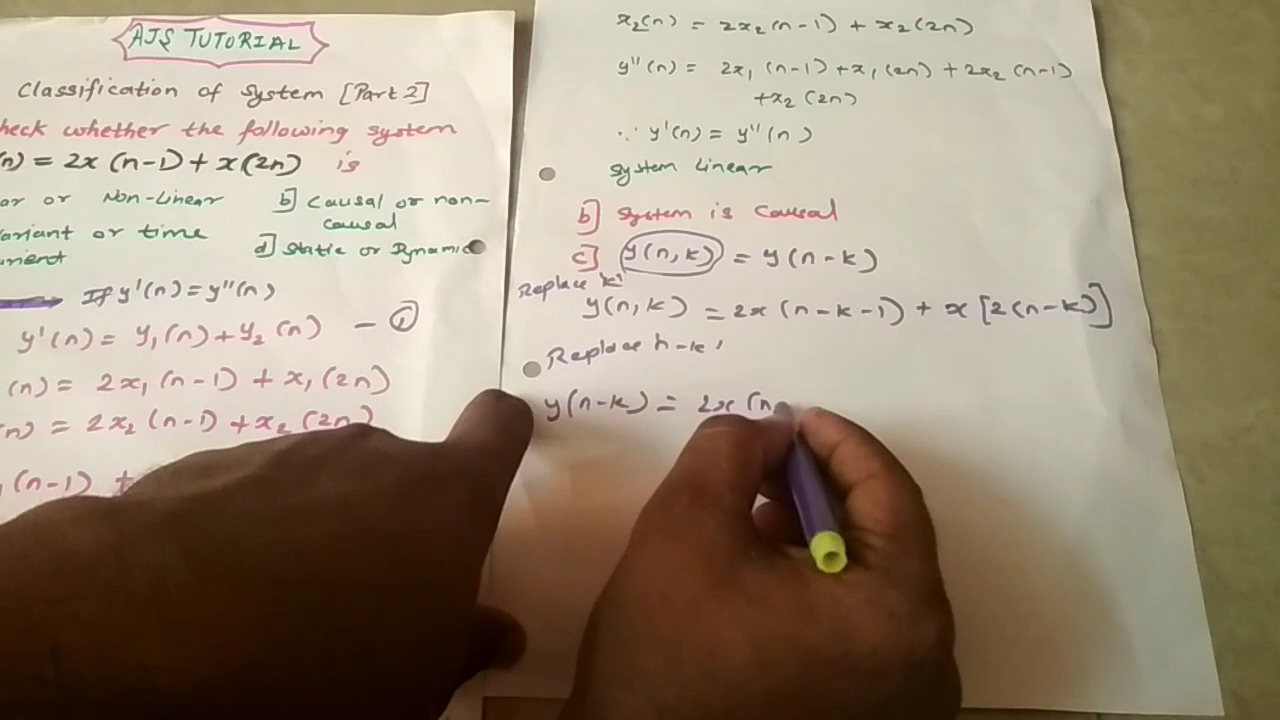 AJS TUTORIAL
Classification of System [Part 2]
heck whether the following system
(n) = 2x(n-1) + x(2n) is
ar or Non-Linear b] Causal or non-
causal
ariant or time d] Static or Dynamic
arient
If y'(n) = y''(n)
y'(n) = y₁(n) + y₂(n) — ①
(n) = 2x₁(n-1) + x₁(2n)
(n) = 2x₂(n-1) + x₂(2n)
(n-1) +
x₂(n) = 2x₂(n-1) + x₂(2n)
y''(n) = 2x₁(n-1) + x₁(2n) + 2x₂(n-1)
+x₂(2n)
∵ y'(n) = y''(n)
System Linear
b] System is Causal
c] y(n,k) = y(n-k)
Replace 'k'
y(n,k) = 2x(n-k-1) + x[2(n-k)]
Replace n-k'
y(n-k) = 2x(n